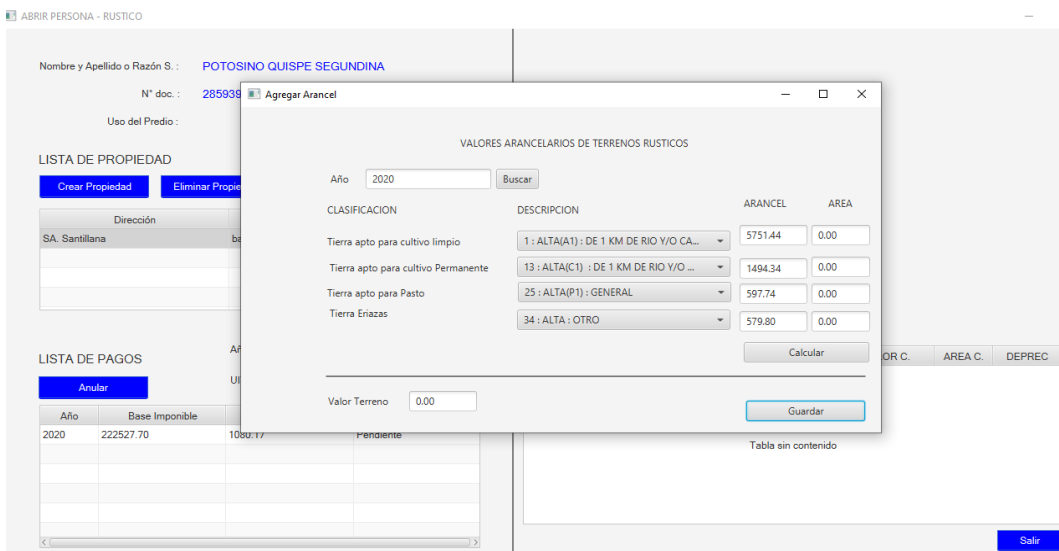 ABRIR PERSONA - RUSTICO
Nombre y Apellido o Razón S. : POTOSINO QUISPE SEGUNDINA
N° doc. : 285939
Uso del Predio :
LISTA DE PROPIEDAD
Crear Propiedad Eliminar Propie
Dirección
SA. Santillana ba
LISTA DE PAGOS
Anular
Año Base Imponible
2020 222527.70 1080.17 Pendiente
Agregar Arancel
VALORES ARANCELARIOS DE TERRENOS RUSTICOS
Año 2020 Buscar
CLASIFICACION DESCRIPCION ARANCEL AREA
Tierra apto para cultivo limpio 1 : ALTA(A1) : DE 1 KM DE RIO Y/O CA... 5751.44 0.00
Tierra apto para cultivo Permanente 13 : ALTA(C1) : DE 1 KM DE RIO Y/O ... 1494.34 0.00
Tierra apto para Pasto 25 : ALTA(P1) : GENERAL 597.74 0.00
Tierra Eriazas 34 : ALTA : OTRO 579.80 0.00
Calcular
Valor Terreno 0.00
Guardar
OR C. AREA C. DEPREC
Tabla sin contenido
Salir